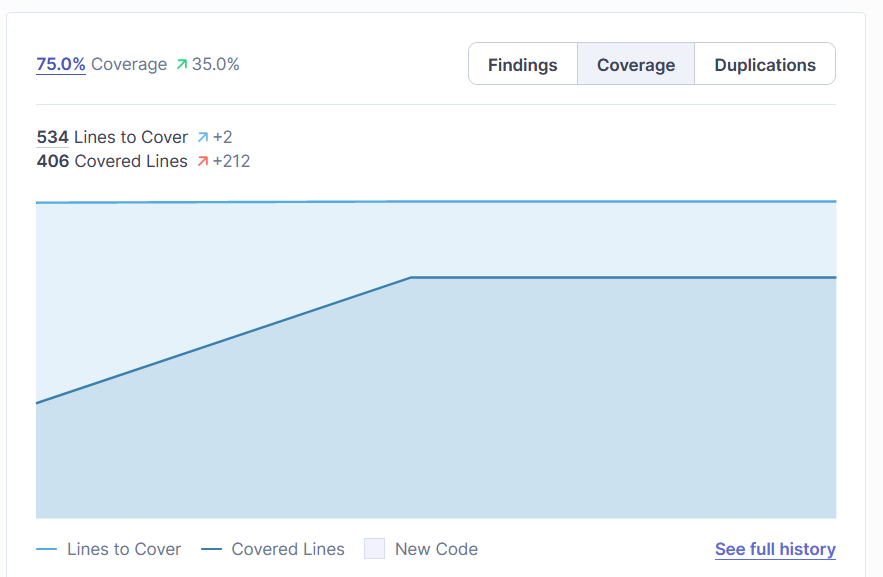 75.0% Coverage 35.0%
Findings Coverage Duplications
534 Lines to Cover +2
406 Covered Lines +212
Lines to Cover Covered Lines New Code See full history